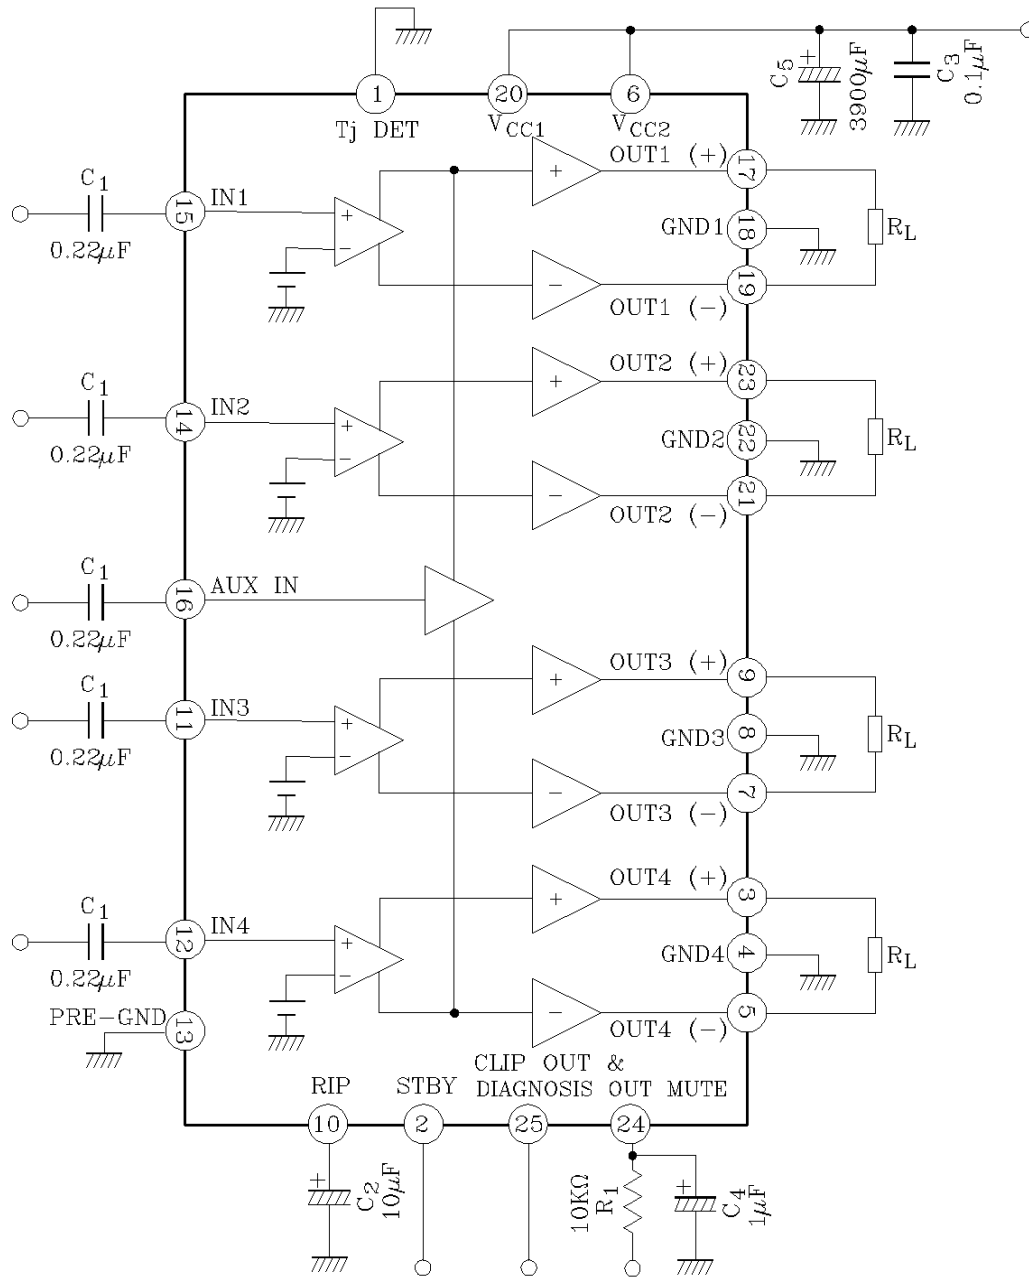 1
20
6
Tj DET
VCC1
VCC2
C5
+
3900μF
C3
0.1μF
C1
0.22μF
15
IN1
+
−
+
OUT1 (+)
17
GND1
18
RL
−
OUT1 (−)
19
C1
0.22μF
14
IN2
+
−
+
OUT2 (+)
23
GND2
22
RL
−
OUT2 (−)
21
C1
0.22μF
16
AUX IN
C1
0.22μF
11
IN3
+
−
+
OUT3 (+)
9
GND3
8
RL
−
OUT3 (−)
7
C1
0.22μF
12
IN4
+
−
+
OUT4 (+)
3
GND4
4
RL
−
OUT4 (−)
5
PRE-GND
13
RIP
STBY
CLIP OUT &
DIAGNOSIS OUT MUTE
10
2
25
24
+
C2
10μF
10KΩ
R1
+
C4
1μF